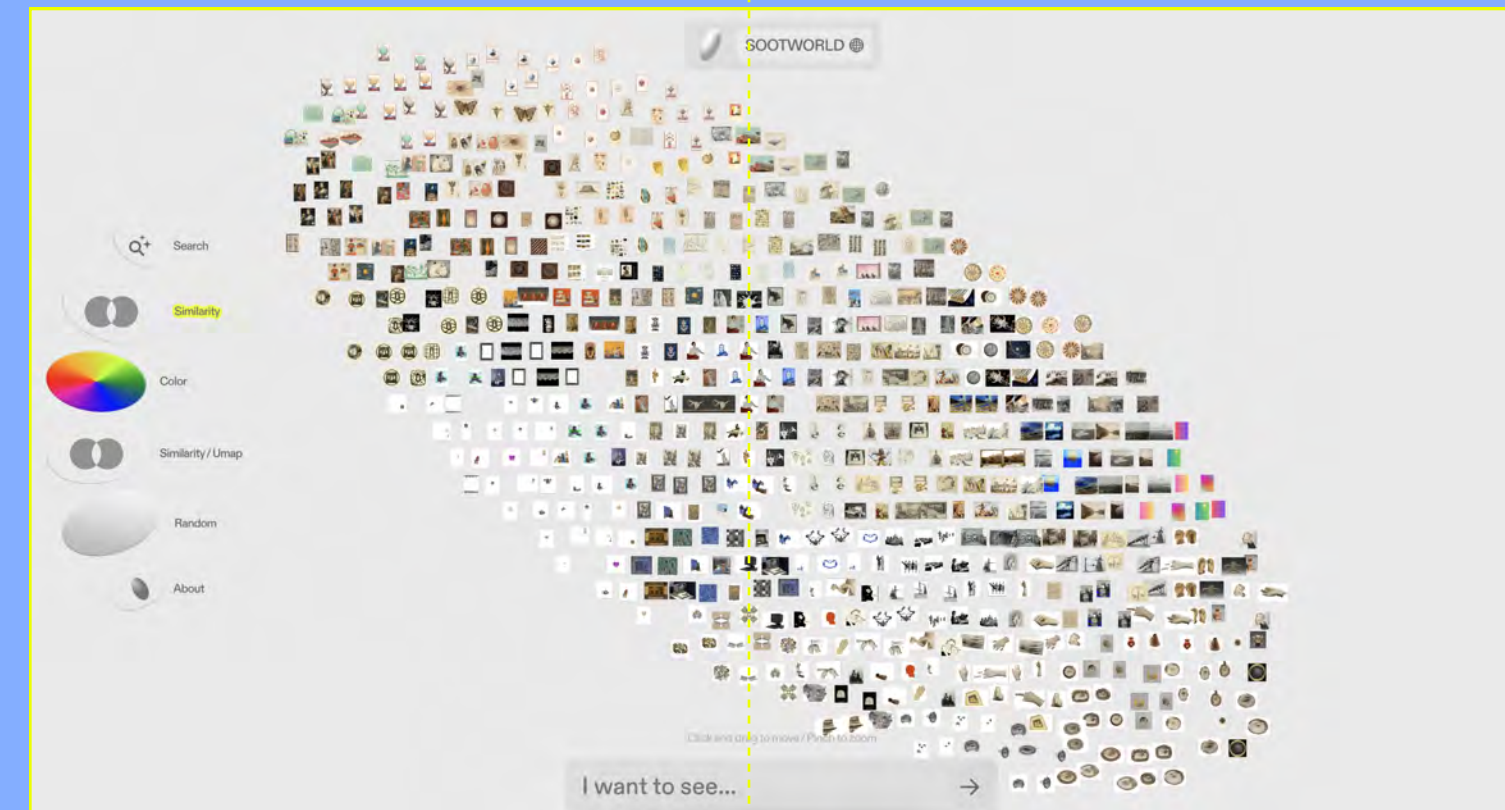 SOOTWORLD
Search
Similarity
Color
Similarity / Umap
Random
About
Click and drag to move / Pinch to zoom
I want to see...